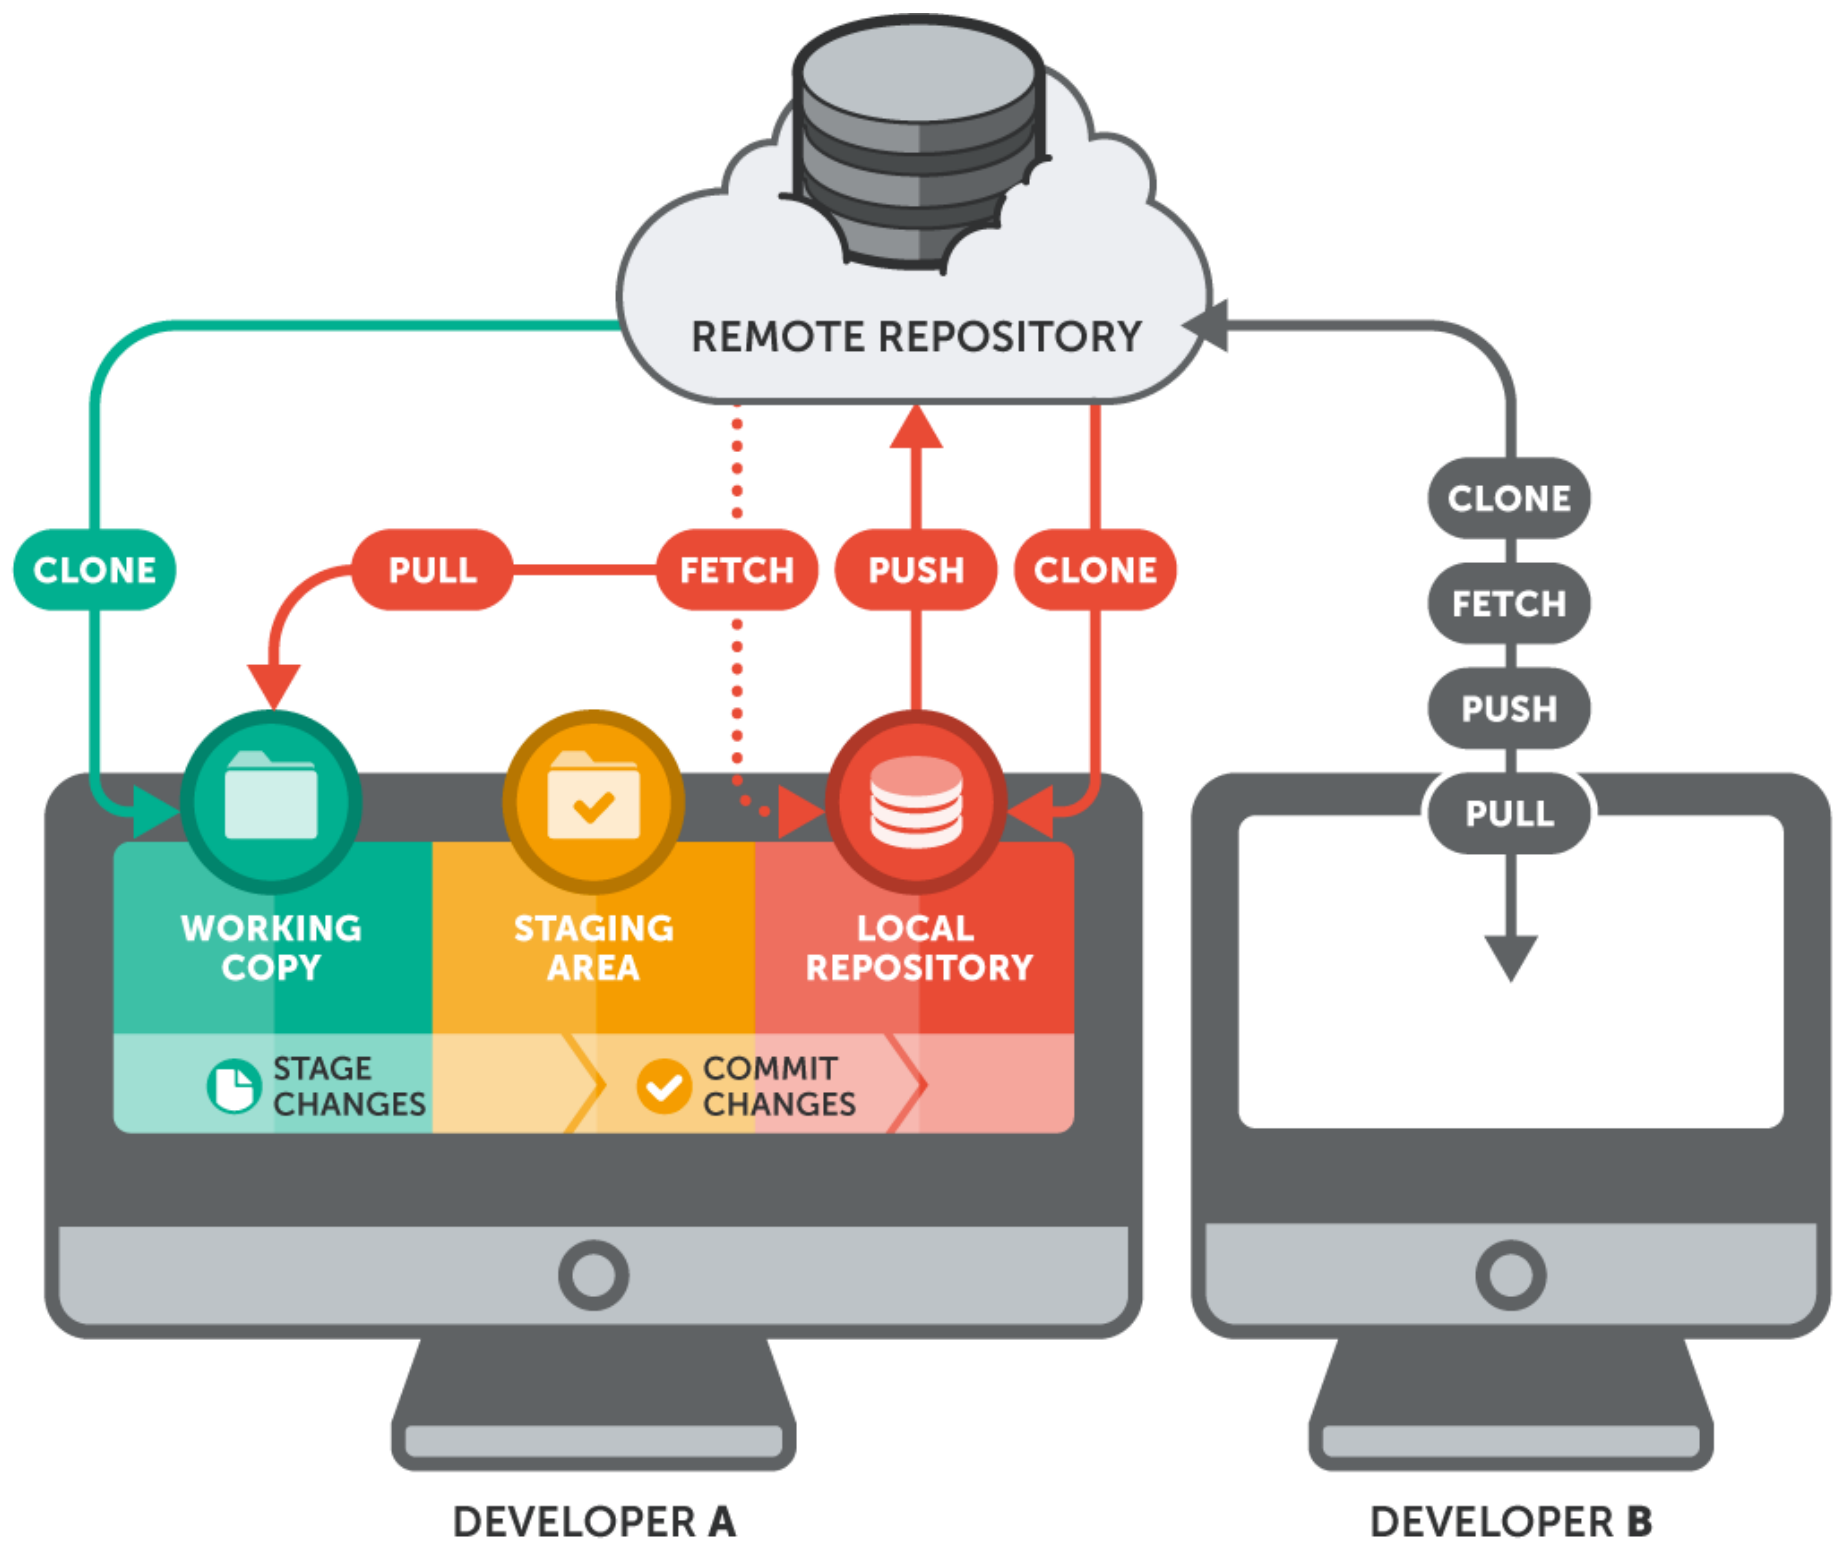 REMOTE REPOSITORY
CLONE
PULL
FETCH
PUSH
CLONE
CLONE
FETCH
PUSH
PULL
WORKING
COPY
STAGING
AREA
LOCAL
REPOSITORY
STAGE
CHANGES
COMMIT
CHANGES
DEVELOPER A
DEVELOPER B